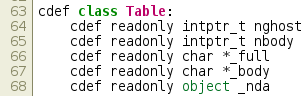 63 cdef class Table:
64     cdef readonly intptr_t nghost
65     cdef readonly intptr_t nbody
66     cdef readonly char *_full
67     cdef readonly char *_body
68     cdef readonly object _nda